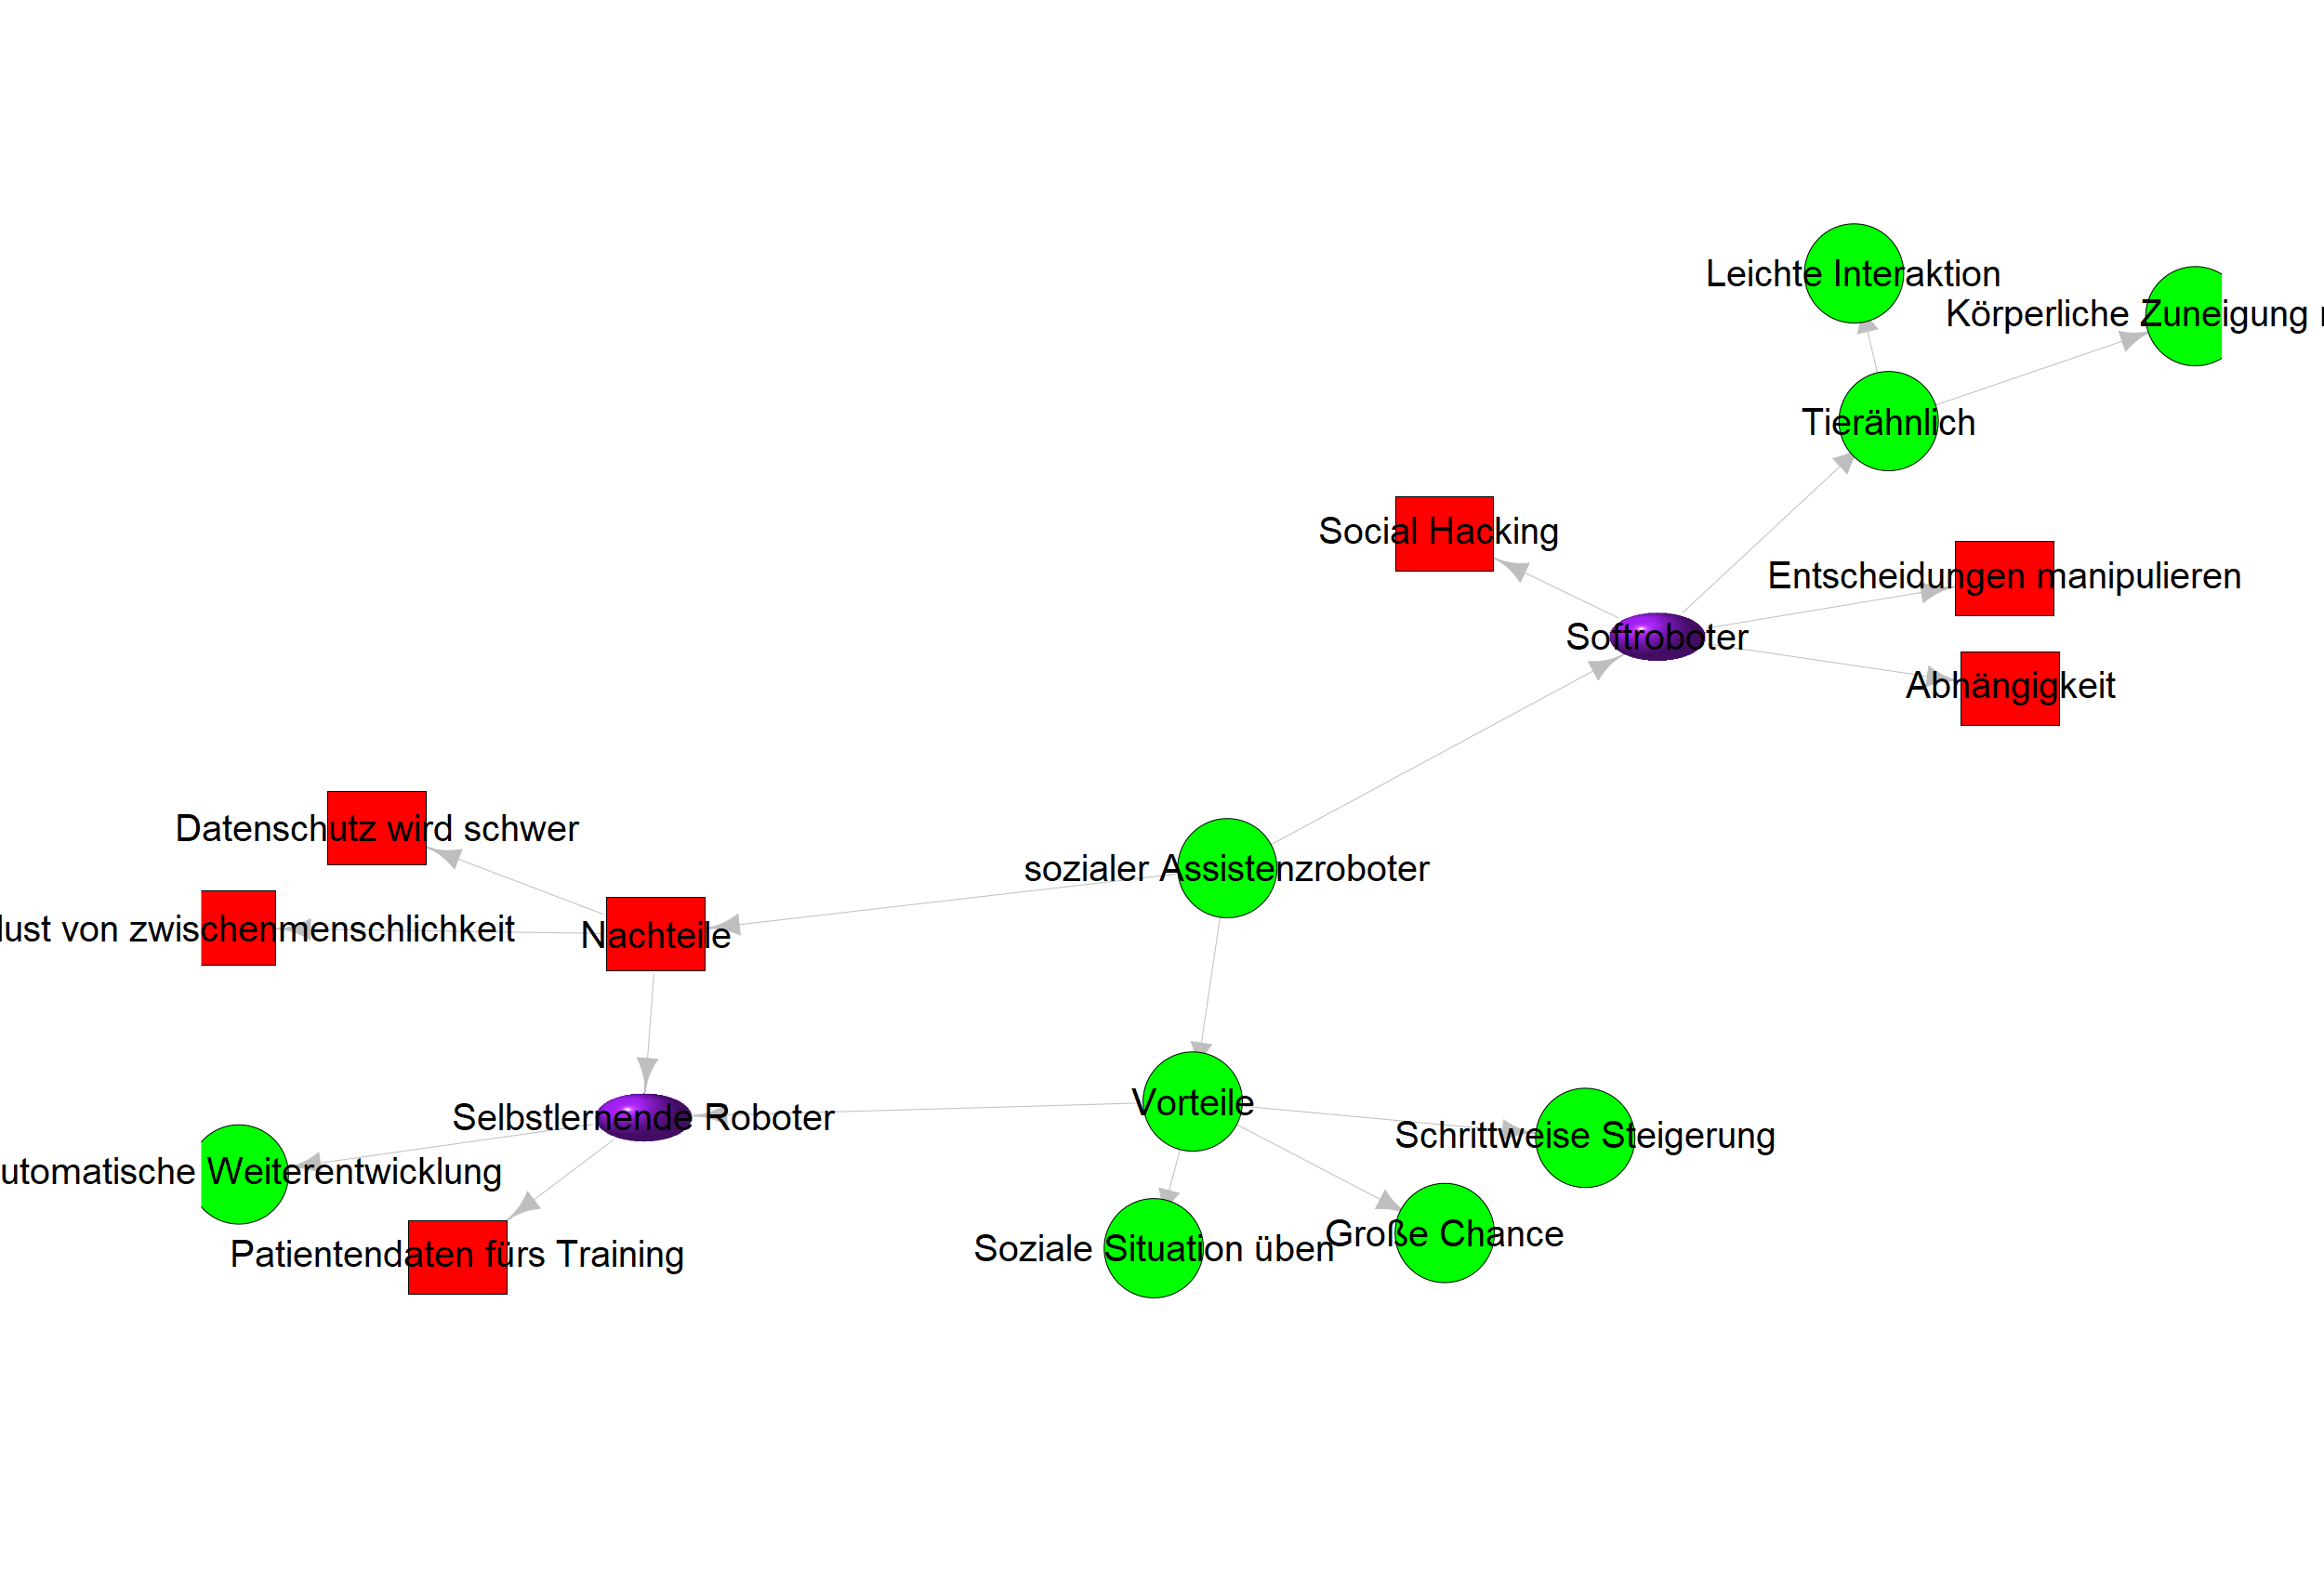 Leichte Interaktion
Körperliche Zuneigung
Tierähnlich
Social Hacking
Entscheidungen manipulieren
Softroboter
Abhängigkeit
Datenschutz wird schwer
sozialer Assistenzroboter
lust von zwischenmenschlichkeit
Nachteile
Vorteile
Selbstlernende Roboter
Schrittweise Steigerung
utomatische Weiterentwicklung
Große Chance
Soziale Situation üben
Patientendaten fürs Training